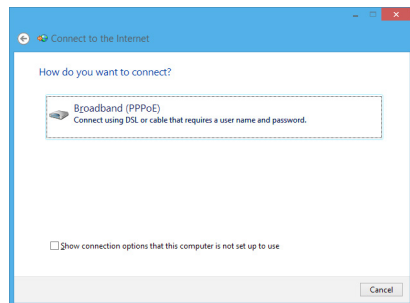 Connect to the Internet
How do you want to connect?
Broadband (PPPoE)
Connect using DSL or cable that requires a user name and password.
Show connection options that this computer is not set up to use
Cancel